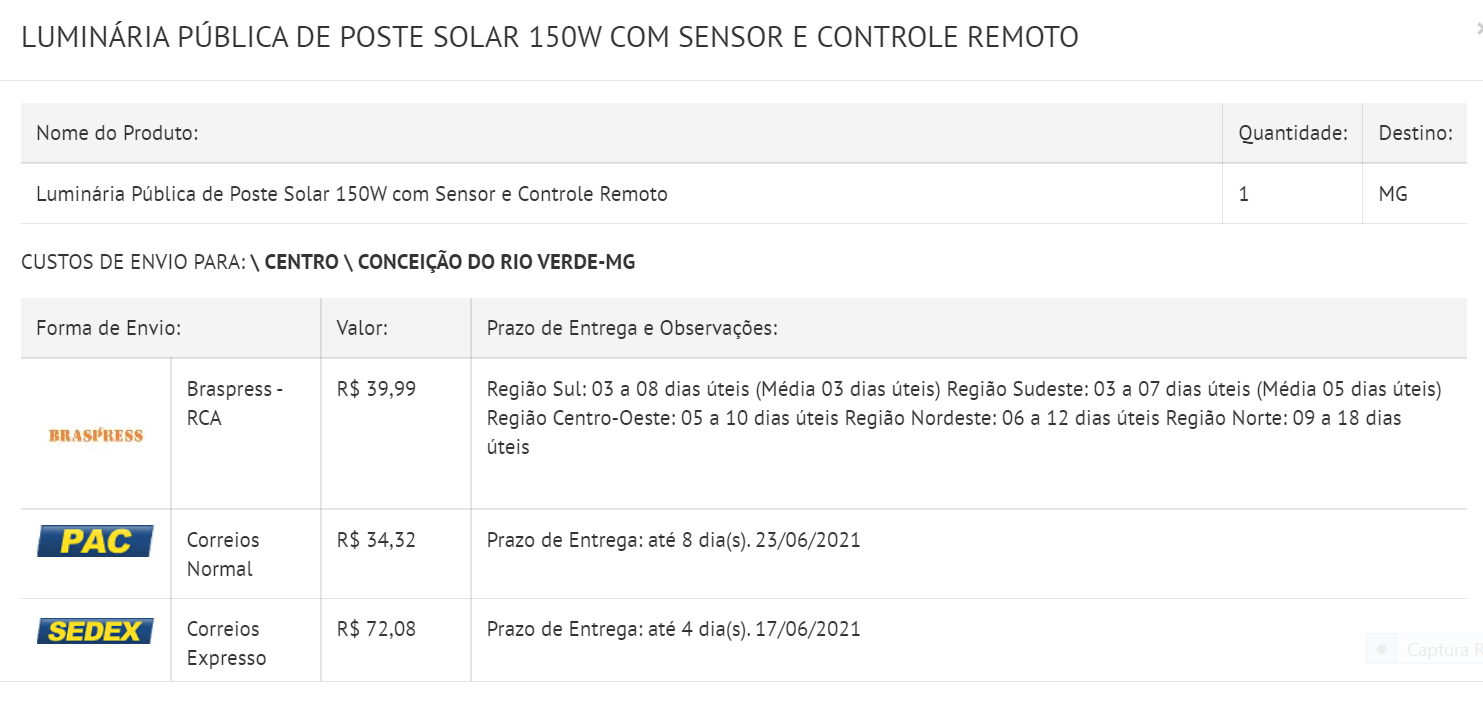 LUMINÁRIA PÚBLICA DE POSTE SOLAR 150W COM SENSOR E CONTROLE REMOTO
Nome do Produto: Quantidade: Destino:
Luminária Pública de Poste Solar 150W com Sensor e Controle Remoto 1 MG
CUSTOS DE ENVIO PARA: \ CENTRO \ CONCEIÇÃO DO RIO VERDE-MG
Forma de Envio: Valor: Prazo de Entrega e Observações:
BRASPRESS
Braspress -
RCA
R$ 39,99
Região Sul: 03 a 08 dias úteis (Média 03 dias úteis) Região Sudeste: 03 a 07 dias úteis (Média 05 dias úteis)
Região Centro-Oeste: 05 a 10 dias úteis Região Nordeste: 06 a 12 dias úteis Região Norte: 09 a 18 dias
úteis
PAC
Correios
Normal
R$ 34,32
Prazo de Entrega: até 8 dia(s). 23/06/2021
SEDEX
Correios
Expresso
R$ 72,08
Prazo de Entrega: até 4 dia(s). 17/06/2021
Captura R